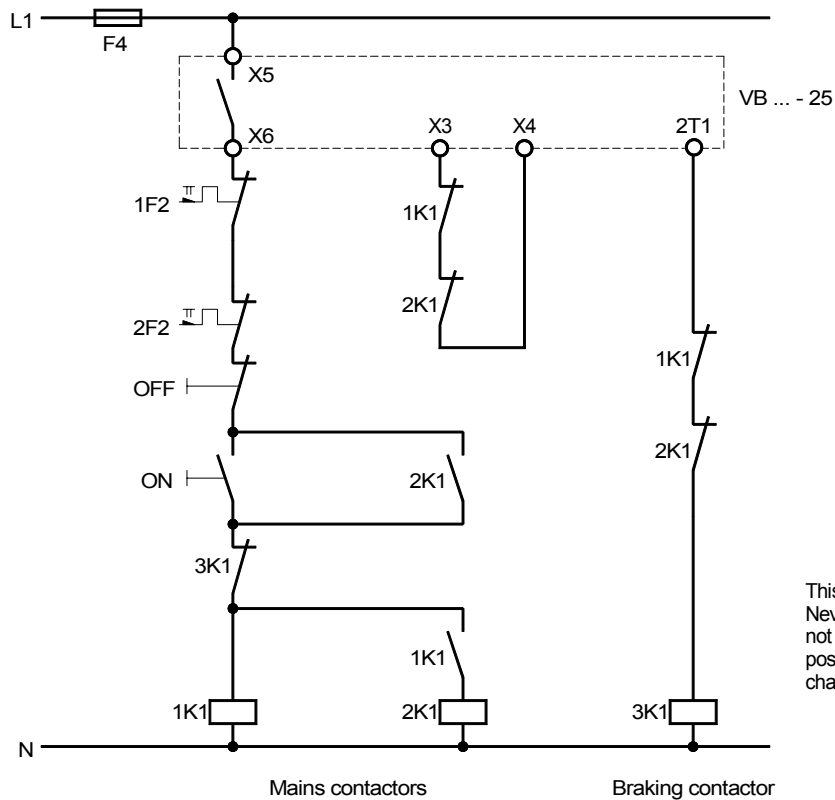 L1
F4
X5
VB ... - 25
X6
X3
X4
2T1
1F2
1K1
2F2
2K1
1K1
OFF
2K1
ON
2K1
3K1
This
Nev
not
pos
cha
1K1
1K1
2K1
3K1
N
Mains contactors
Braking contactor